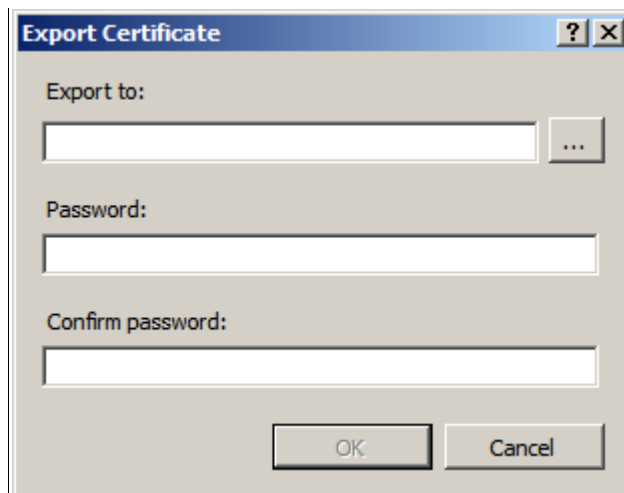 Export Certificate ? X
Export to:
...
Password:
Confirm password:
OK Cancel